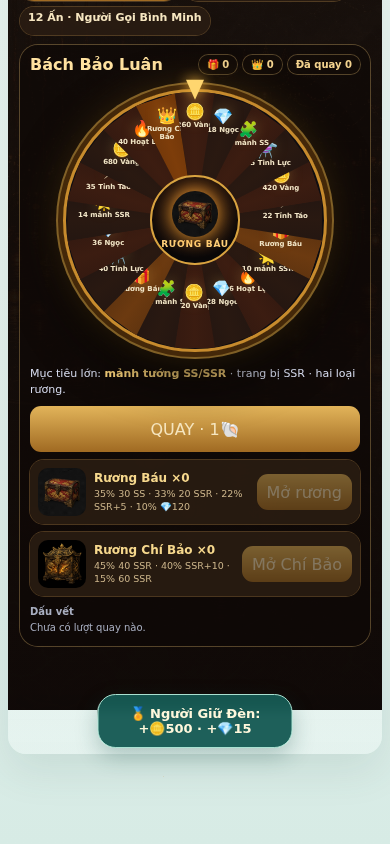 12 Ấn · Người Gọi Bình Minh
Bách Bảo Luân
0
0
Đã quay 0
60 Vàng
18 Ngọc
mảnh SS
Tinh Lực
420 Vàng
22 Tinh Táo
Rương Báu
10 mảnh SSR
6 Hoạt L
28 Ngọc
20 Vàng
mảnh S
ương Báu
40 Tinh Lực
36 Ngọc
14 mảnh SSR
35 Tinh Táo
680 Vàng
40 Hoạt L
Rương C
Báo
RƯƠNG BÁU
Mục tiêu lớn: mảnh tướng SS/SSR · trang bị SSR · hai loại
rương.
QUAY · 1
Rương Báu ×0
35% 30 SS · 33% 20 SSR · 22%
SSR+5 · 10% 💎120
Mở rương
Rương Chí Bảo ×0
45% 40 SSR · 40% SSR+10 ·
15% 60 SSR
Mở Chí Bảo
Dấu vết
Chưa có lượt quay nào.
🏅 Người Giữ Đèn:
+🪙500 · +💎15